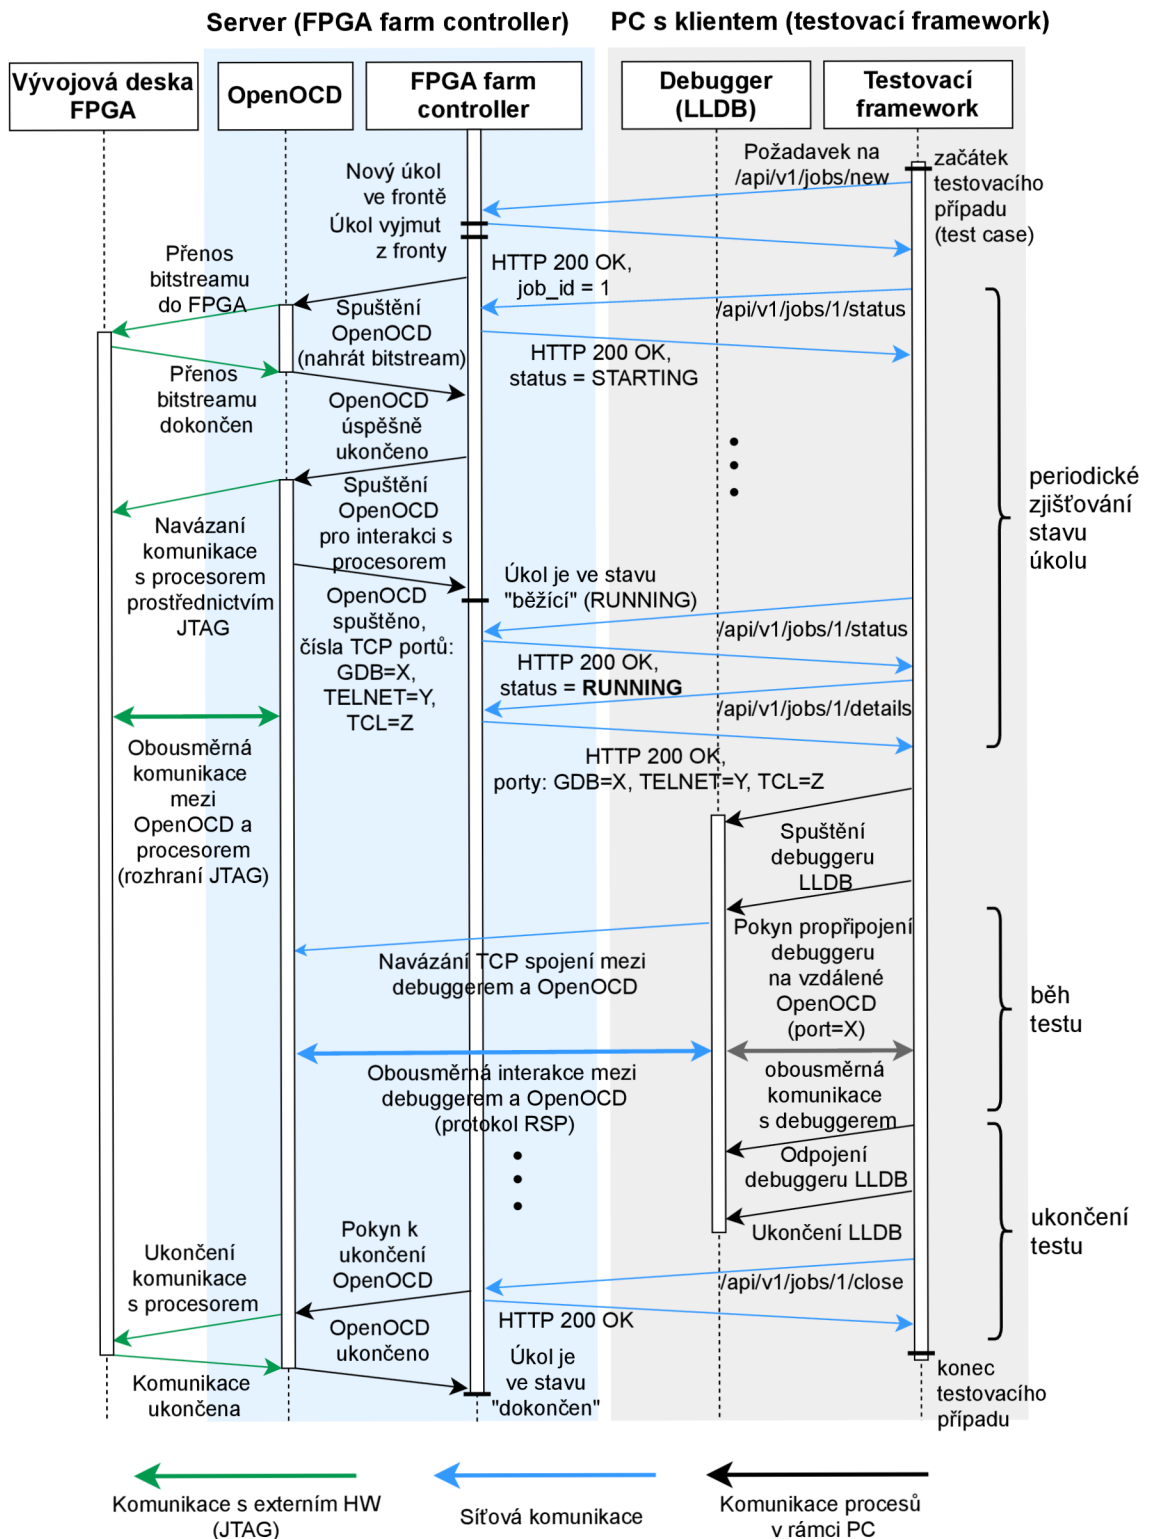 Server (FPGA farm controller)
PC s klientem (testovací framework)
Vývojová deska
FPGA
OpenOCD
FPGA farm
controller
Debugger
(LLDB)
Testovací
framework
Požadavek na
/api/v1/jobs/new
začátek
testovacího
případu
(test case)
Nový úkol
ve frontě
Úkol vyjmut
z fronty
HTTP 200 OK,
job_id = 1
Přenos
bitstreamu
do FPGA
/api/v1/jobs/1/status
Spuštění
OpenOCD
(nahrát bitstream)
HTTP 200 OK,
status = STARTING
Přenos
bitstreamu
dokončen
OpenOCD
úspěšně
ukončeno
periodické
zjišťování
stavu
úkolu
Spuštění
OpenOCD
pro interakci s
procesorem
Navázaní
komunikace
s procesorem
prostřednictvím
JTAG
Úkol je ve stavu
"běžící" (RUNNING)
OpenOCD
spuštěno,
čísla TCP portů:
GDB=X,
TELNET=Y,
TCL=Z
/api/v1/jobs/1/status
HTTP 200 OK,
status = RUNNING
/api/v1/jobs/1/details
HTTP 200 OK,
porty: GDB=X, TELNET=Y, TCL=Z
Obousměrná
komunikace
mezi
OpenOCD a
procesorem
(rozhraní JTAG)
Spuštění
debuggeru
LLDB
Pokyn propřipojení
debuggeru
na vzdálené
OpenOCD
(port=X)
Navázání TCP spojení mezi
debuggerem a OpenOCD
běh
testu
Obousměrná interakce mezi
debuggerem a OpenOCD
(protokol RSP)
obousměrná
komunikace
s debuggerem
Odpojení
debuggeru LLDB
Ukončení LLDB
ukončení
testu
Pokyn k
ukončení
OpenOCD
Ukončení
komunikace
s procesorem
/api/v1/jobs/1/close
HTTP 200 OK
OpenOCD
ukončeno
Úkol je
ve stavu
"dokončen"
Komunikace
ukončena
konec
testovacího
případu
Komunikace s externím HW
(JTAG)
Síťová komunikace
Komunikace procesů
v rámci PC